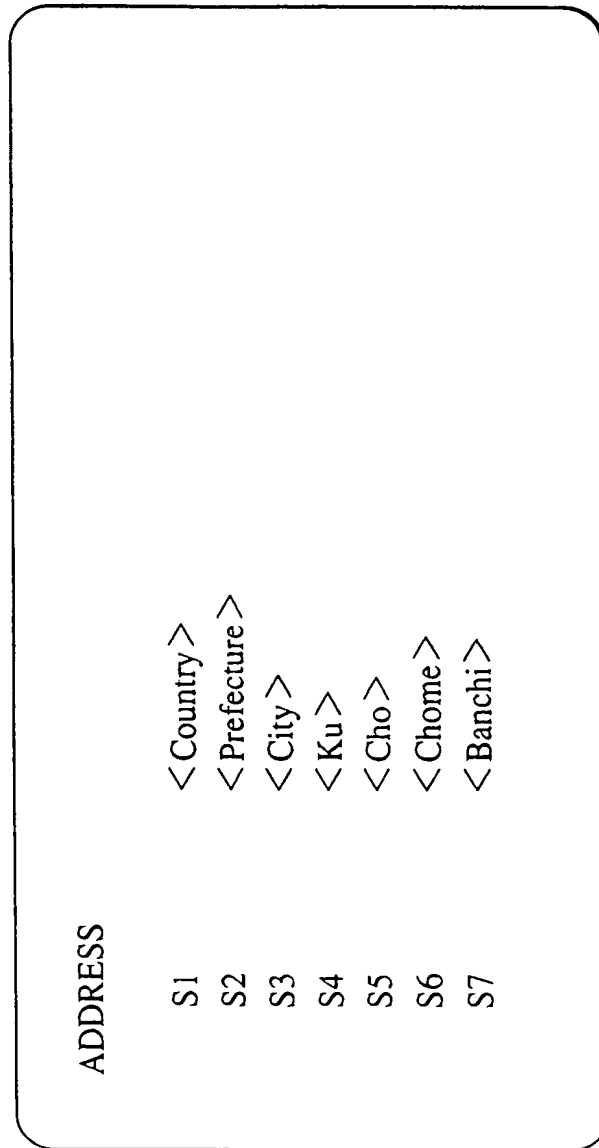 ADDRESS
S1 <Country>
S2 <Prefecture>
S3 <City>
S4 <Ku>
S5 <Cho>
S6 <Chome>
S7 <Banchi>